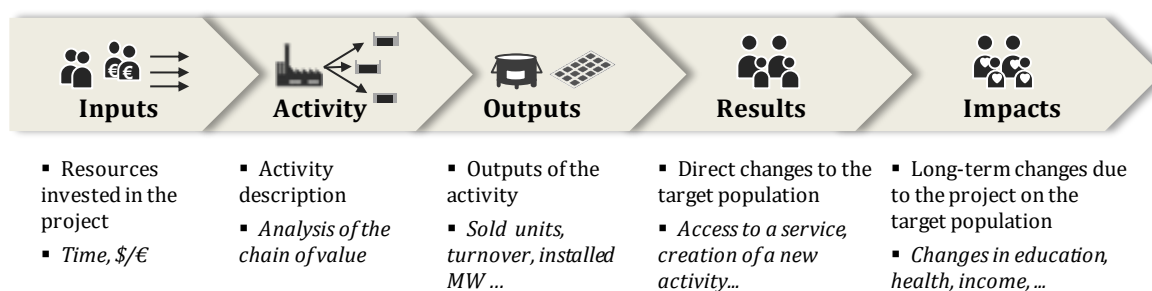 €€
Inputs
Activity
Outputs
Results
Impacts
▪ Resources
invested in the
project
▪ Time, $/€
▪ Activity
description
▪ Analysis of the
chain of value
▪ Outputs of the
activity
▪ Sold units,
turnover, installed
MW ...
▪ Direct changes to the
target population
▪ Access to a service,
creation of a new
activity...
▪ Long-term changes due
to the project on the
target population
▪ Changes in education,
health, income, ...